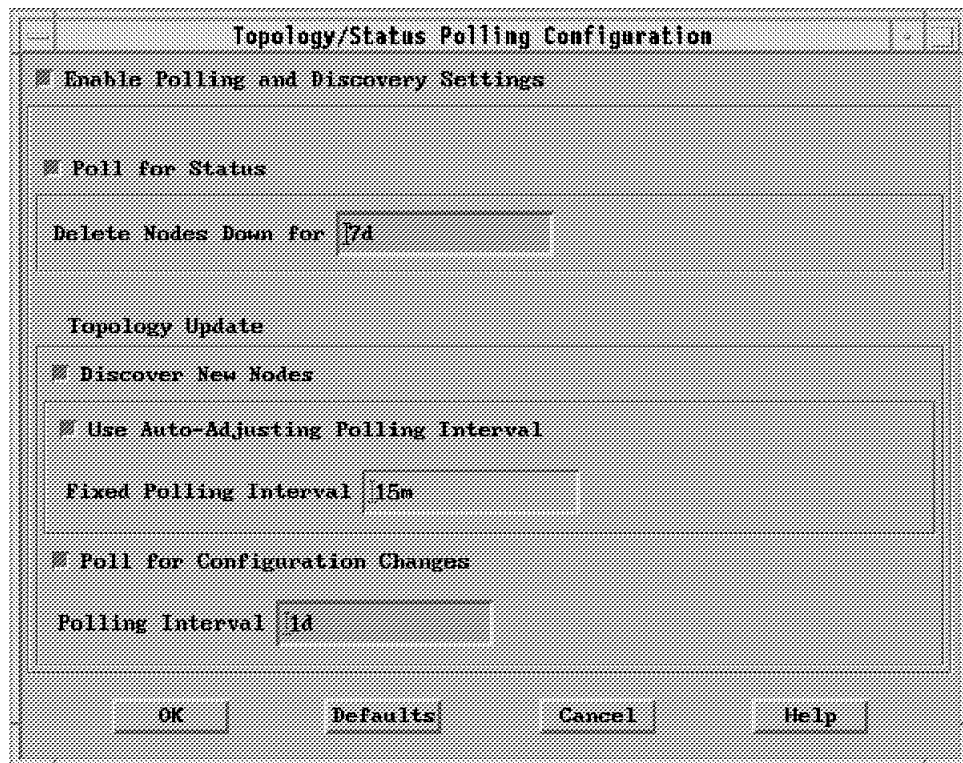 Topology/Status Polling Configuration
Enable Polling and Discovery Settings
Poll for Status
Delete Nodes Down for 7d
Topology Update
Discover New Nodes
Use Auto-Adjusting Polling Interval
Fixed Polling Interval 15m
Poll for Configuration Changes
Polling Interval 1d
OK Defaults Cancel Help